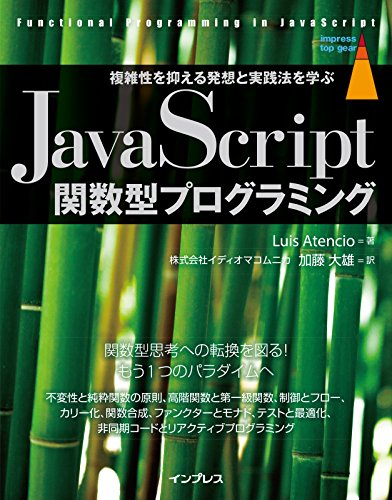 Functional Programming in JavaScript
impress
top gear
複雑性を抑える発想と実践法を学ぶ
JavaScript
関数型プログラミング
Luis Atencio=著
株式会社イディオマコムニカ 加藤 大雄=訳
関数型思考への転換を図る!
もう1つのパラダイムへ
不変性と純粋関数の原則、高階関数と第一級関数、制御とフロー、
カリー化、関数合成、ファンクターとモナド、テストと最適化、
非同期コードとリアクティブプログラミング
インプレス